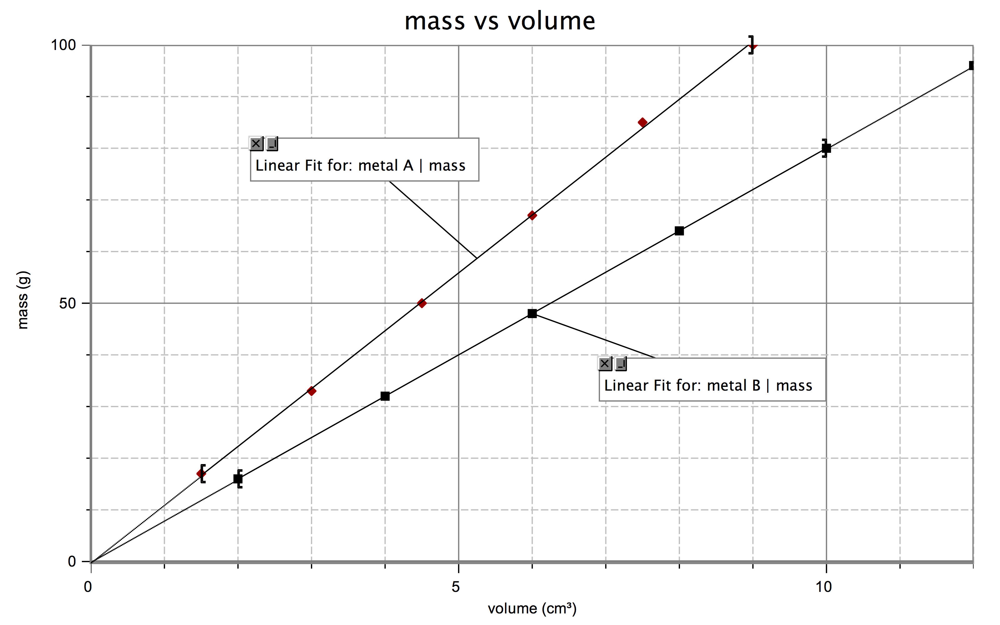 mass vs volume
100
Linear Fit for: metal A | mass
50
mass (g)
Linear Fit for: metal B | mass
0
0 5 10
volume (cm³)